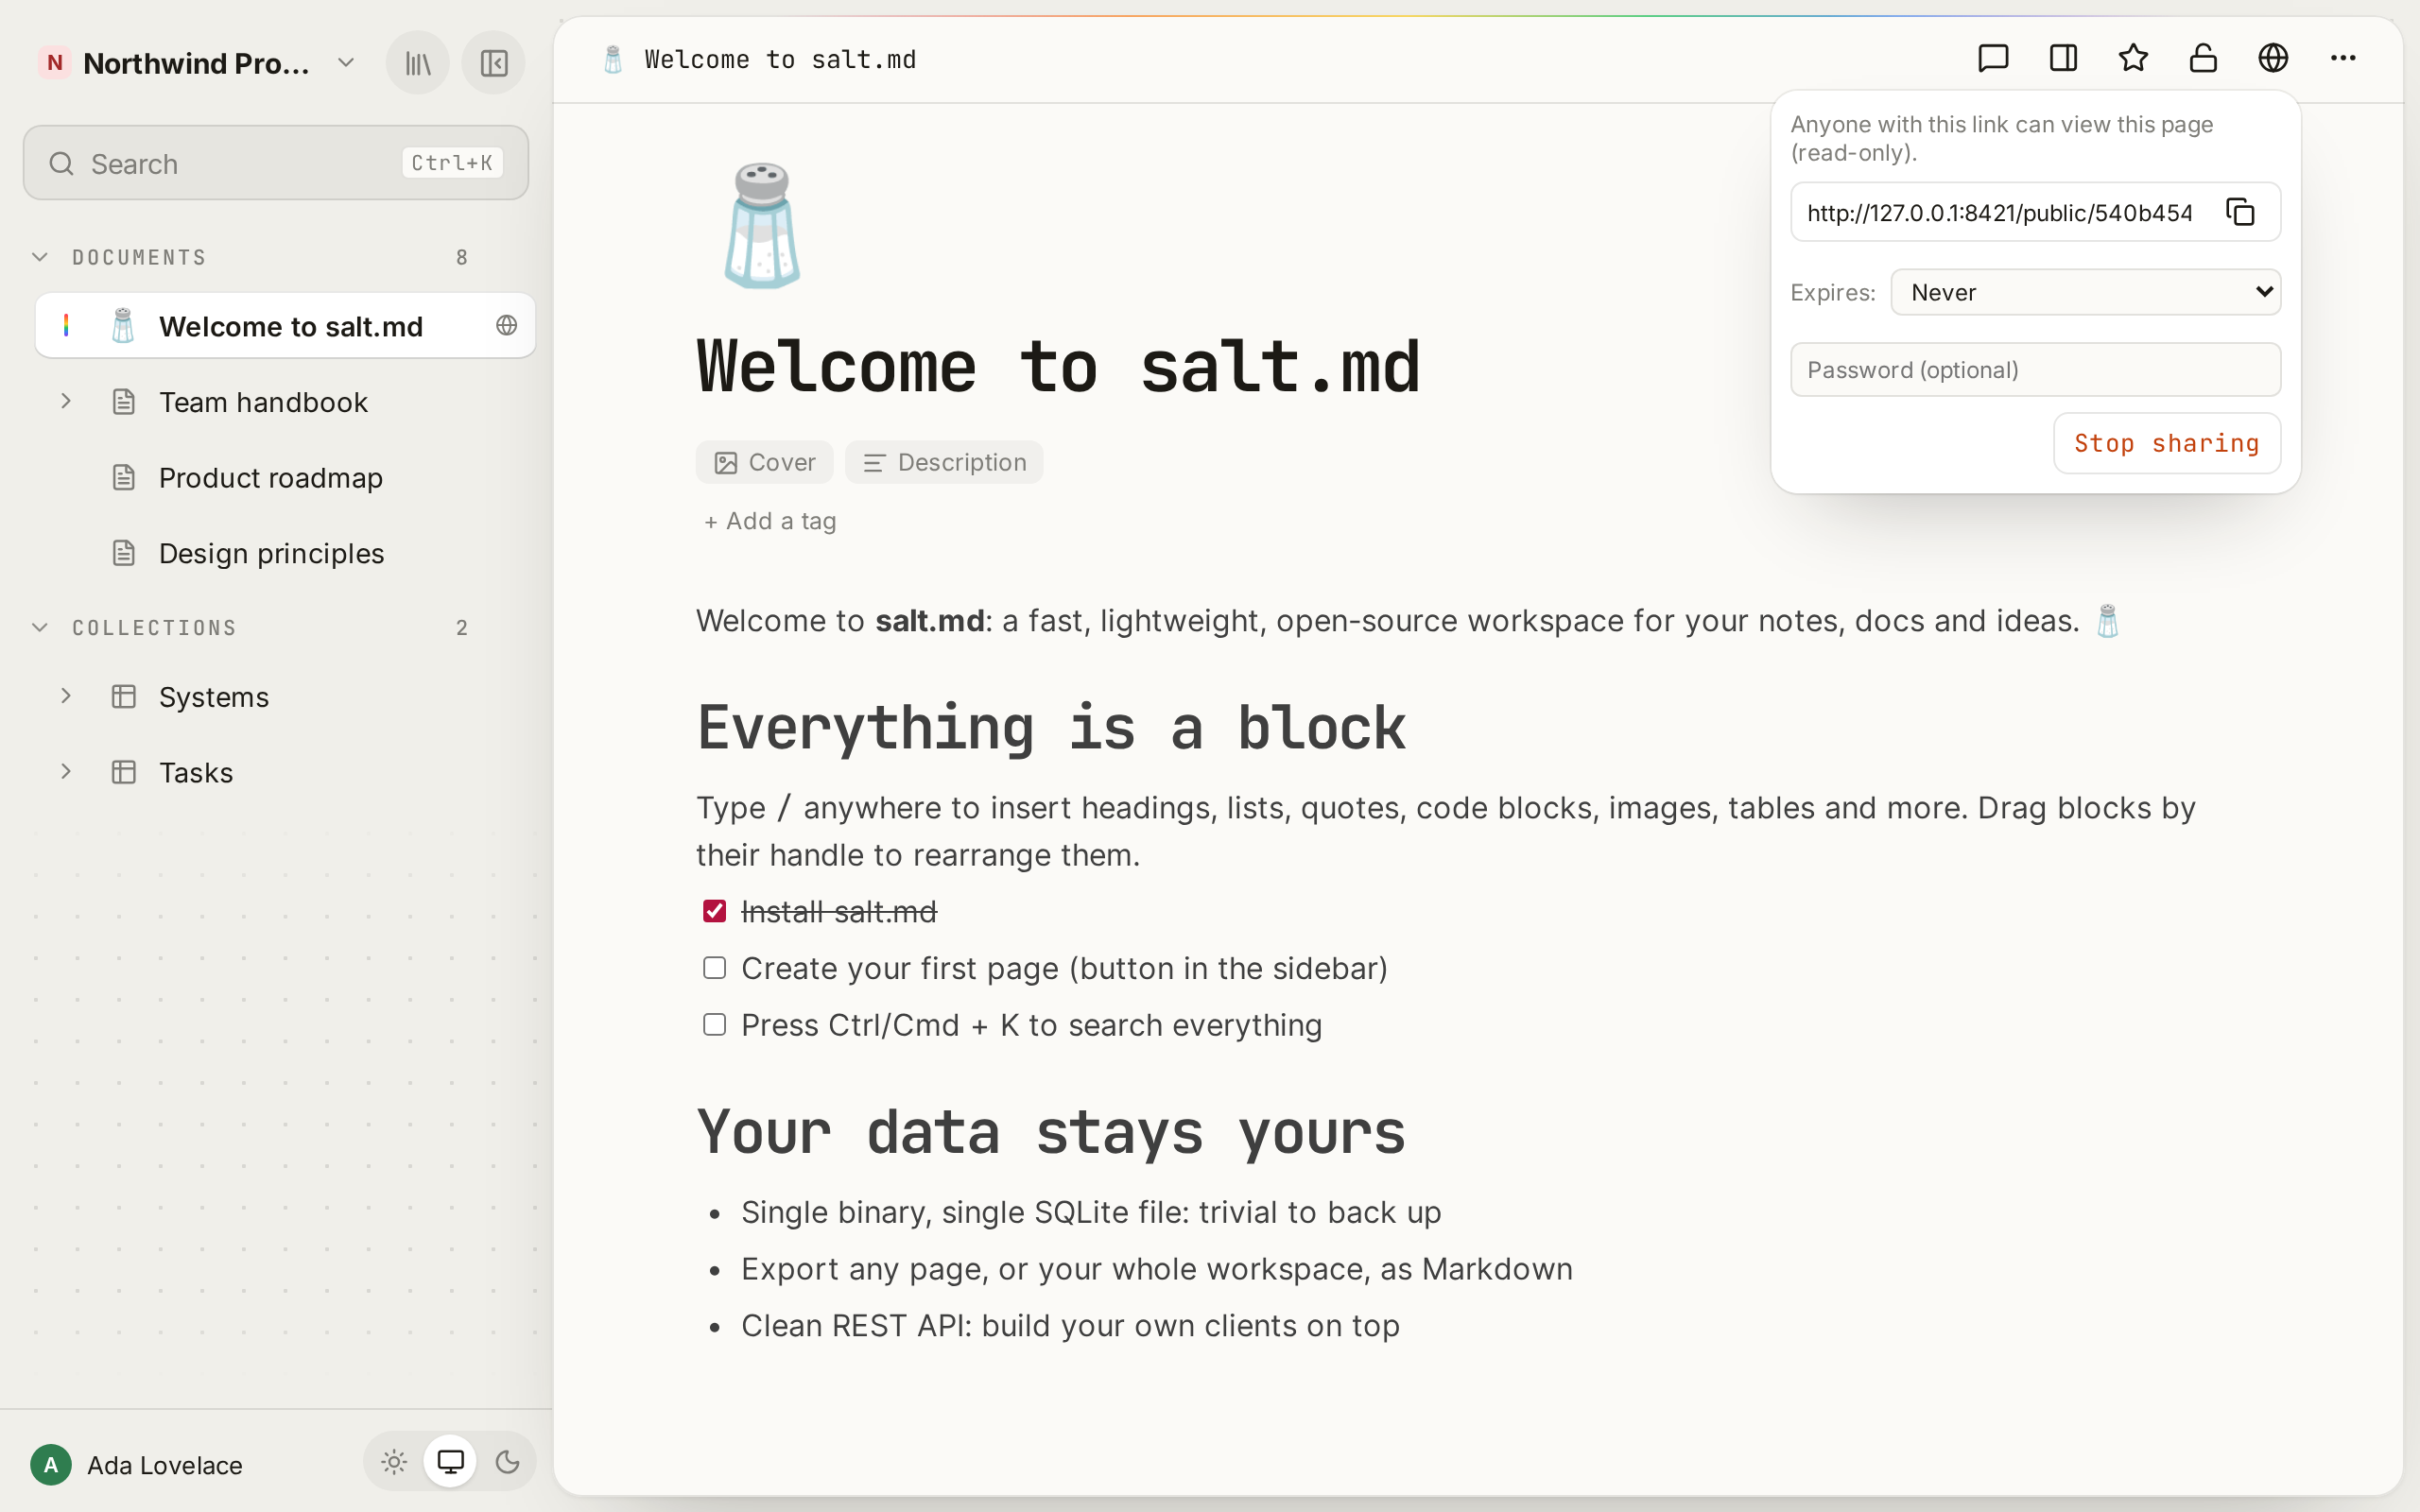 N Northwind Pro...
Search Ctrl+K
DOCUMENTS 8
Welcome to salt.md
Team handbook
Product roadmap
Design principles
COLLECTIONS 2
Systems
Tasks
A Ada Lovelace
Welcome to salt.md
Anyone with this link can view this page
(read-only).
http://127.0.0.1:8421/public/540b454
Expires: Never
Password (optional)
Stop sharing
Welcome to salt.md
Cover Description
+ Add a tag
Welcome to salt.md: a fast, lightweight, open-source workspace for your notes, docs and ideas.
Everything is a block
Type / anywhere to insert headings, lists, quotes, code blocks, images, tables and more. Drag blocks by
their handle to rearrange them.
Install salt.md
Create your first page (button in the sidebar)
Press Ctrl/Cmd + K to search everything
Your data stays yours
• Single binary, single SQLite file: trivial to back up
• Export any page, or your whole workspace, as Markdown
• Clean REST API: build your own clients on top